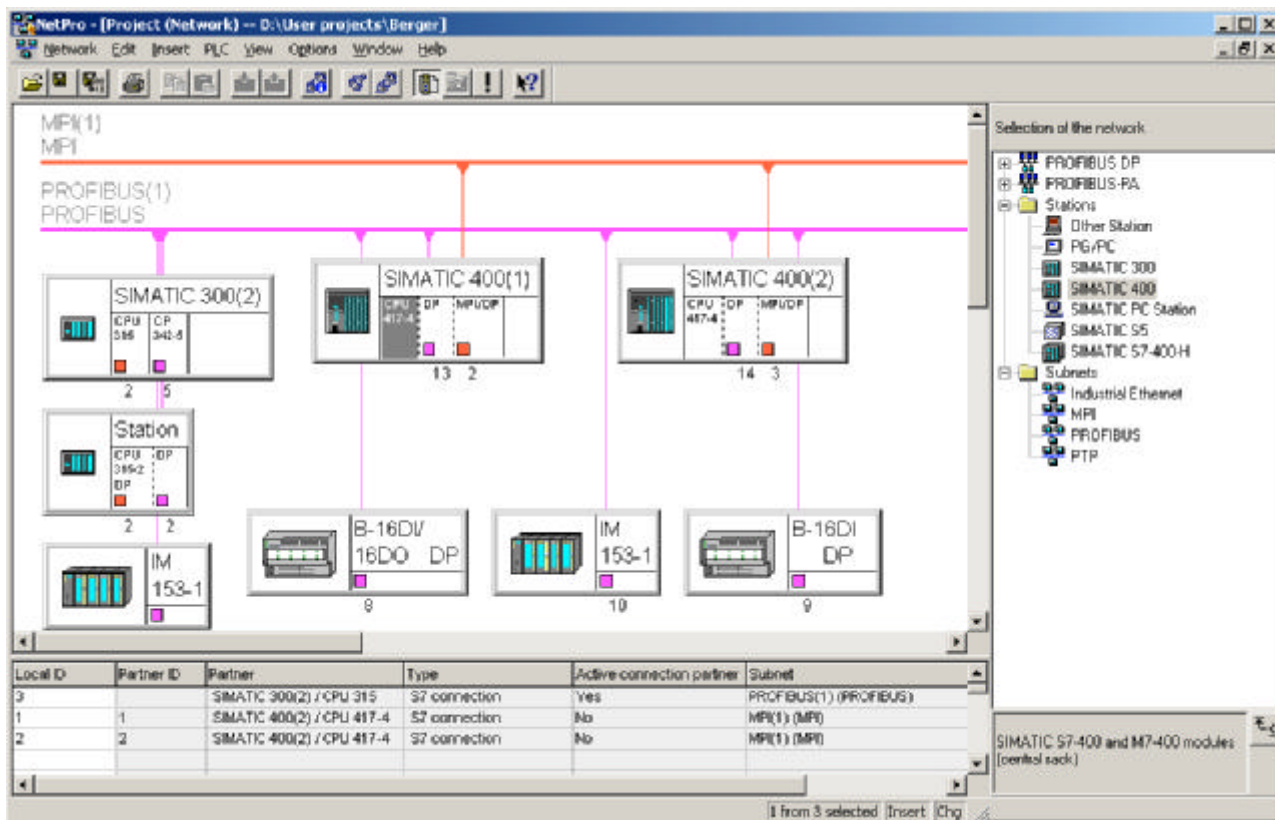 NetPro - [Project (Network) -- D:\User projects\Berger]
Network Edit Insert PLC View Options Window Help
MPI(1)
MPI
PROFIBUS(1)
PROFIBUS
SIMATIC 300(2)
CPU 315
CP 342-5
2 5
SIMATIC 400(1)
CPU 417-4
DP
MPI/DP
13 2
SIMATIC 400(2)
CPU 417-4
DP
MPI/DP
14 3
Station
CPU 315-2 DP
DP
2 2
IM
153-1
B-16DI/
16DO DP
8
IM
153-1
10
B-16DI
DP
9
Selection of the network
PROFIBUS DP
PROFIBUS-PA
Stations
Other Station
PG/PC
SIMATIC 300
SIMATIC 400
SIMATIC PC Station
SIMATIC S5
SIMATIC S7-400-H
Subnets
Industrial Ethernet
MPI
PROFIBUS
PTP
Local ID Partner ID Partner Type Active connection partner Subnet
3 SIMATIC 300(2) / CPU 315 S7 connection Yes PROFIBUS(1) (PROFIBUS)
1 1 SIMATIC 400(2) / CPU 417-4 S7 connection No MPI(1) (MPI)
2 2 SIMATIC 400(2) / CPU 417-4 S7 connection No MPI(1) (MPI)
SIMATIC S7-400 and M7-400 modules
(central rack)
1 from 3 selected Insert Chg